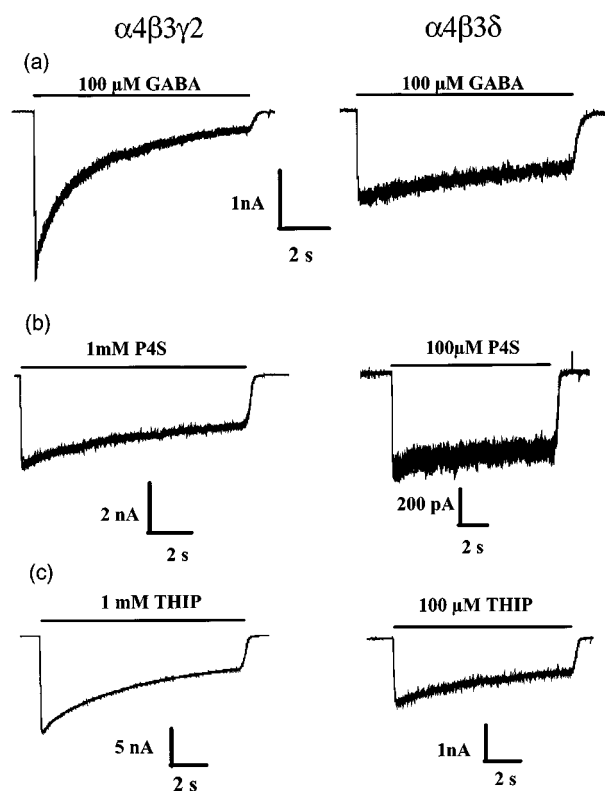 α4β3γ2
α4β3δ
(a)
100 μM GABA
100 μM GABA
1nA
2 s
(b)
1mM P4S
100μM P4S
2 nA
2 s
200 pA
2 s
(c)
1 mM THIP
100 μM THIP
5 nA
2 s
1nA
2 s